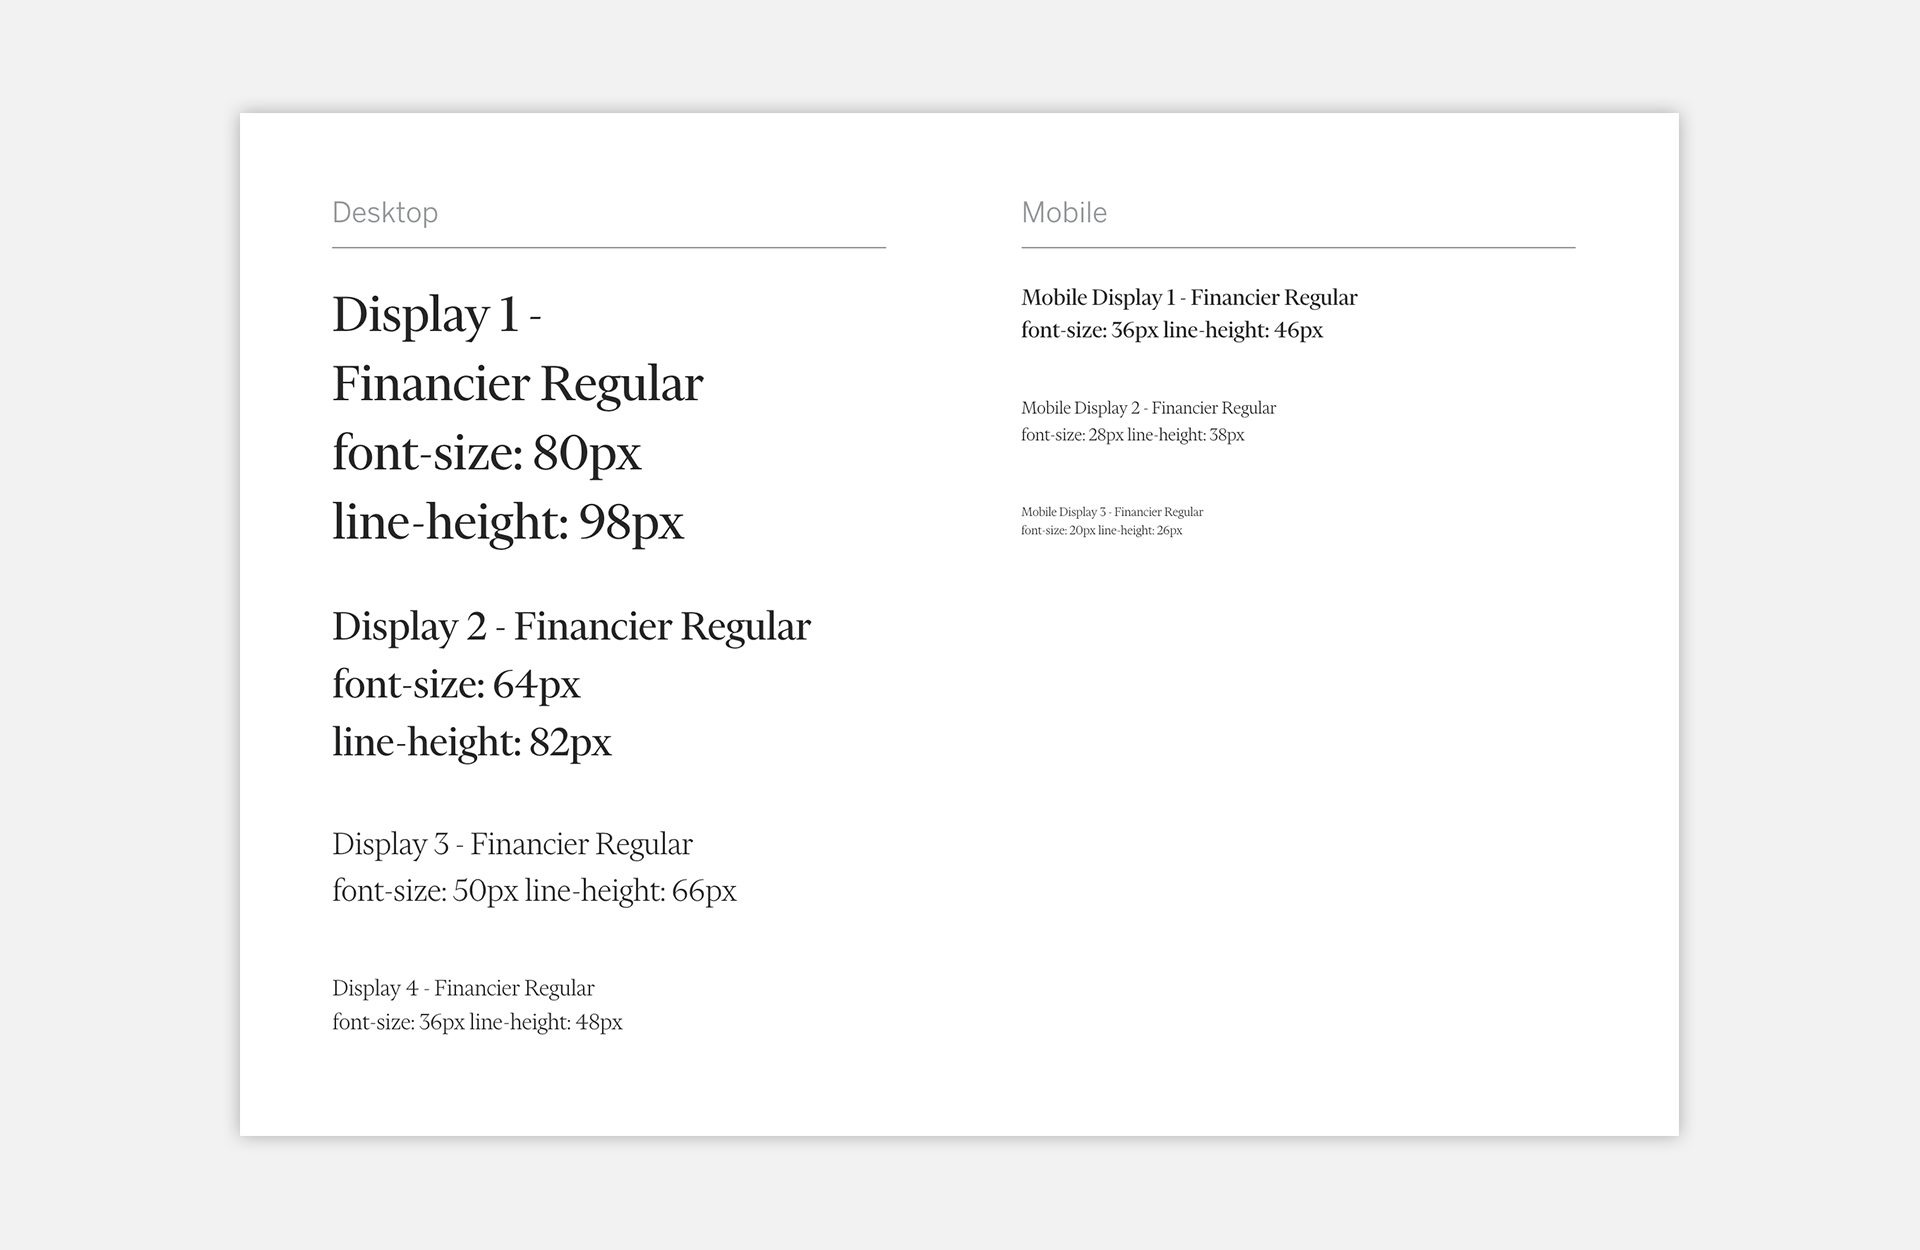 Desktop
Display 1 -
Financier Regular
font-size: 80px
line-height: 98px
Display 2 - Financier Regular
font-size: 64px
line-height: 82px
Display 3 - Financier Regular
font-size: 50px line-height: 66px
Display 4 - Financier Regular
font-size: 36px line-height: 48px
Mobile
Mobile Display 1 - Financier Regular
font-size: 36px line-height: 46px
Mobile Display 2 - Financier Regular
font-size: 28px line-height: 38px
Mobile Display 3 - Financier Regular
font-size: 20px line-height: 26px